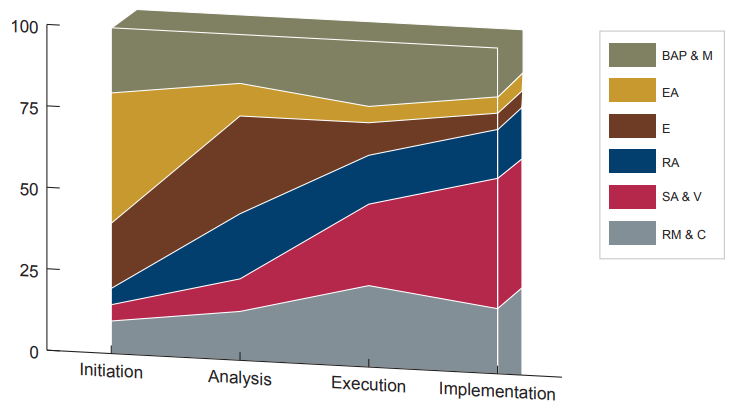 100
75
50
25
0
Initiation
Analysis
Execution
Implementation
BAP & M
EA
E
RA
SA & V
RM & C